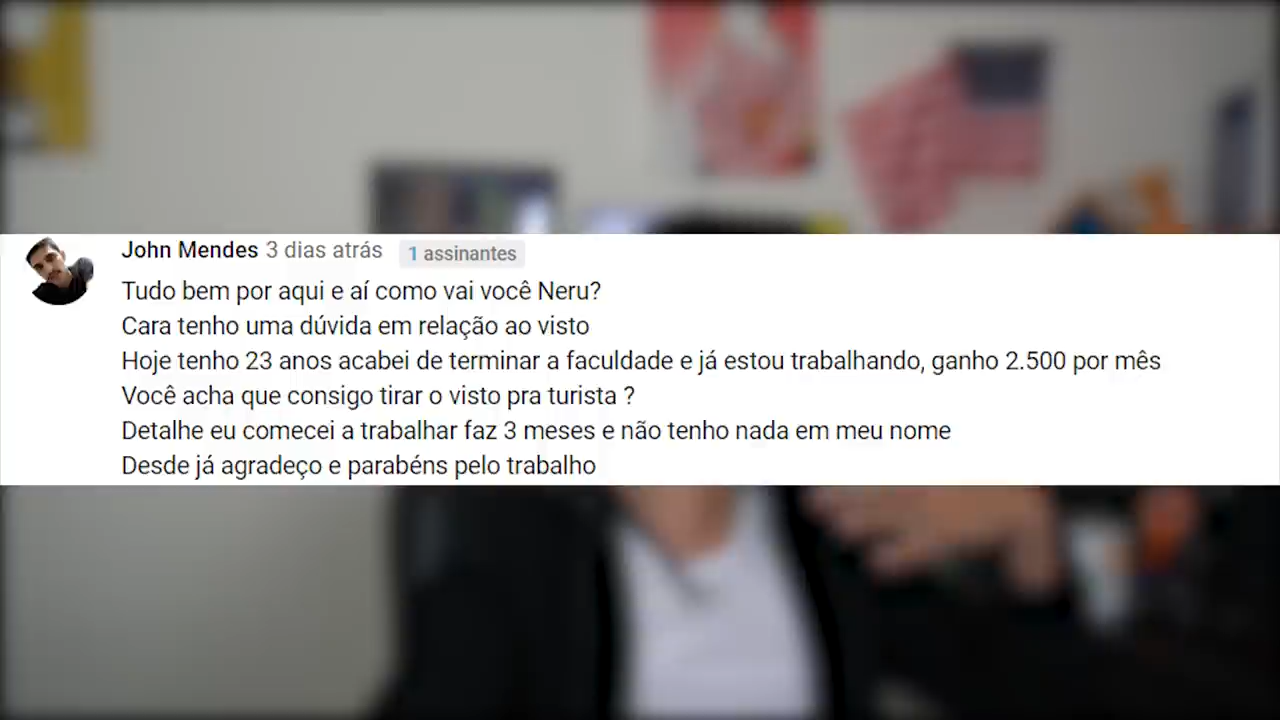 John Mendes 3 dias atrás 1 assinantes
Tudo bem por aqui e aí como vai você Neru?
Cara tenho uma dúvida em relação ao visto
Hoje tenho 23 anos acabei de terminar a faculdade e já estou trabalhando, ganho 2.500 por mês
Você acha que consigo tirar o visto pra turista ?
Detalhe eu comecei a trabalhar faz 3 meses e não tenho nada em meu nome
Desde já agradeço e parabéns pelo trabalho